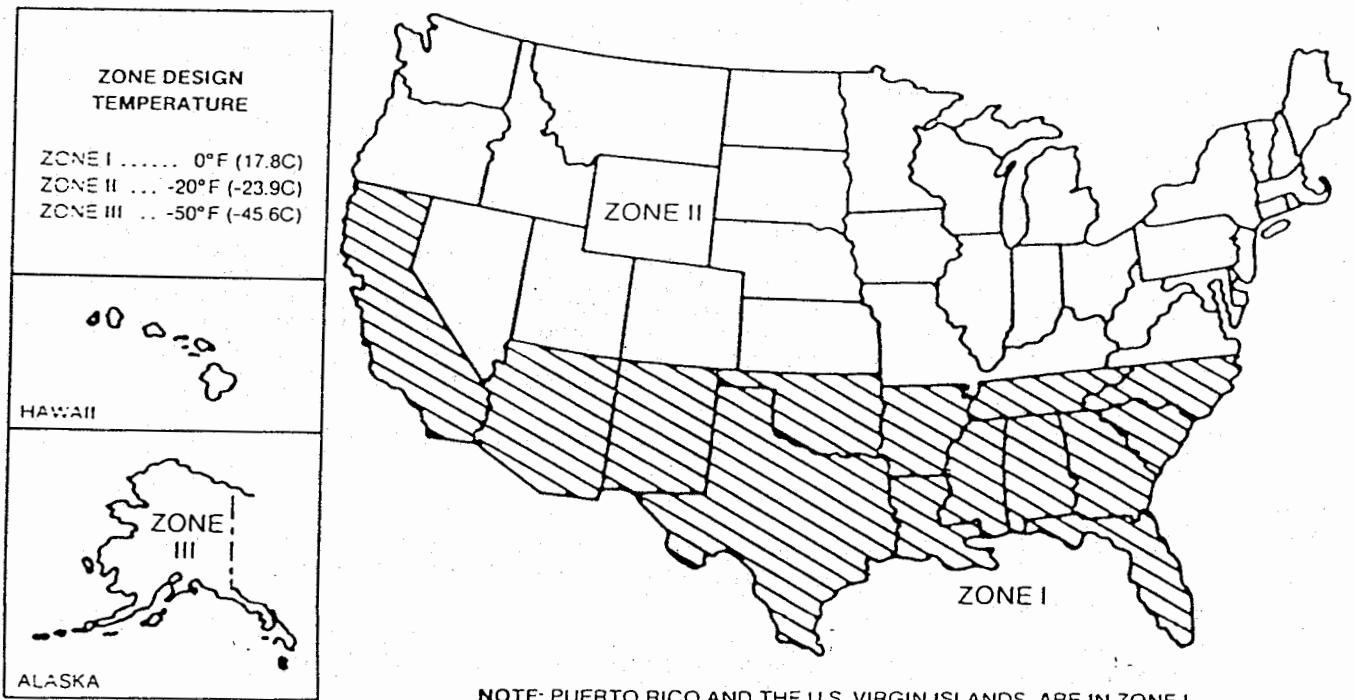 ZONE DESIGN
TEMPERATURE
ZONE I ...... 0°F (17.8C)
ZONE II ... -20°F (-23.9C)
ZONE III .. -50°F (-45.6C)
HAWAII
ZONE
III
ALASKA
ZONE II
ZONE I
NOTE: PUERTO RICO AND THE U.S. VIRGIN ISLANDS, ARE IN ZONE I